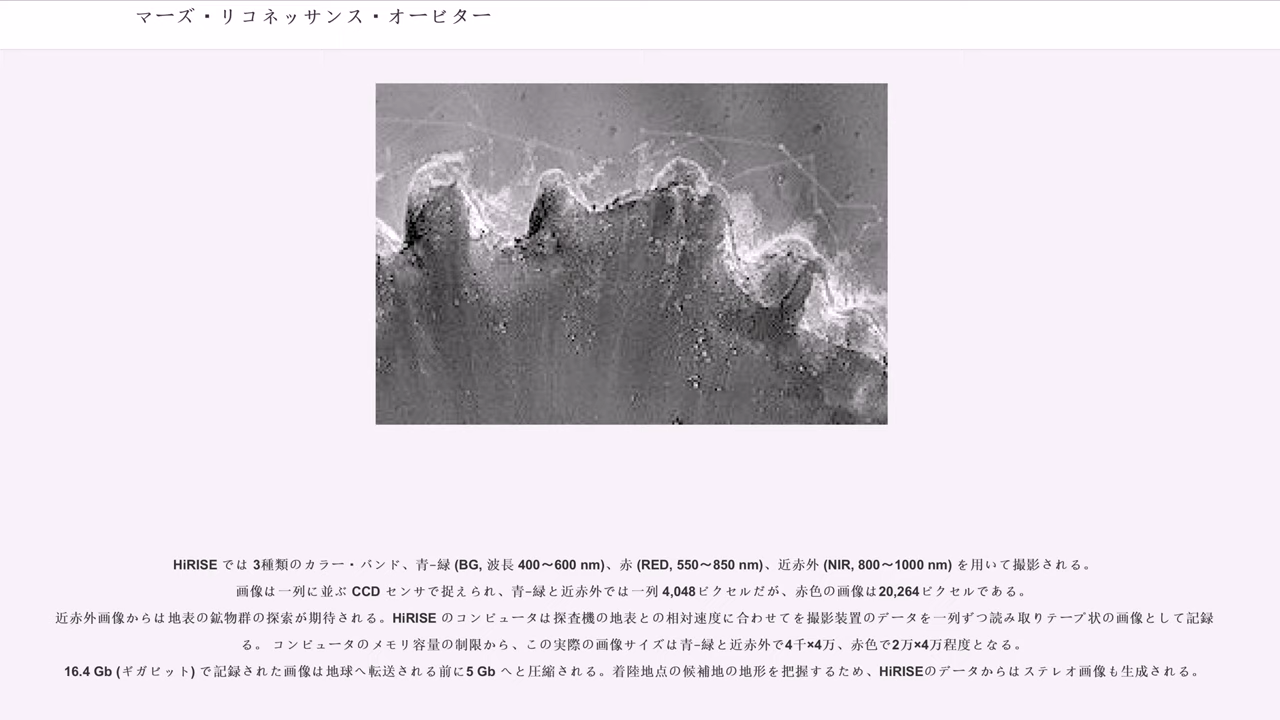 マーズ・リコネッサンス・オービター
HiRISE では 3種類のカラー・バンド、青−緑 (BG, 波長 400〜600 nm)、赤 (RED, 550〜850 nm)、近赤外 (NIR, 800〜1000 nm) を用いて撮影される。
画像は一列に並ぶ CCD センサで捉えられ、青−緑と近赤外では一列 4,048ピクセルだが、赤色の画像は20,264ピクセルである。
近赤外画像からは地表の鉱物群の探索が期待される。HiRISE のコンピュータは探査機の地表との相対速度に合わせてを撮影装置のデータを一列ずつ読み取りテープ状の画像として記録
る。 コンピュータのメモリ容量の制限から、この実際の画像サイズは青−緑と近赤外で4千×4万、赤色で2万×4万程度となる。
16.4 Gb (ギガビット) で記録された画像は地球へ転送される前に5 Gb へと圧縮される。着陸地点の候補地の地形を把握するため、HiRISEのデータからはステレオ画像も生成される。